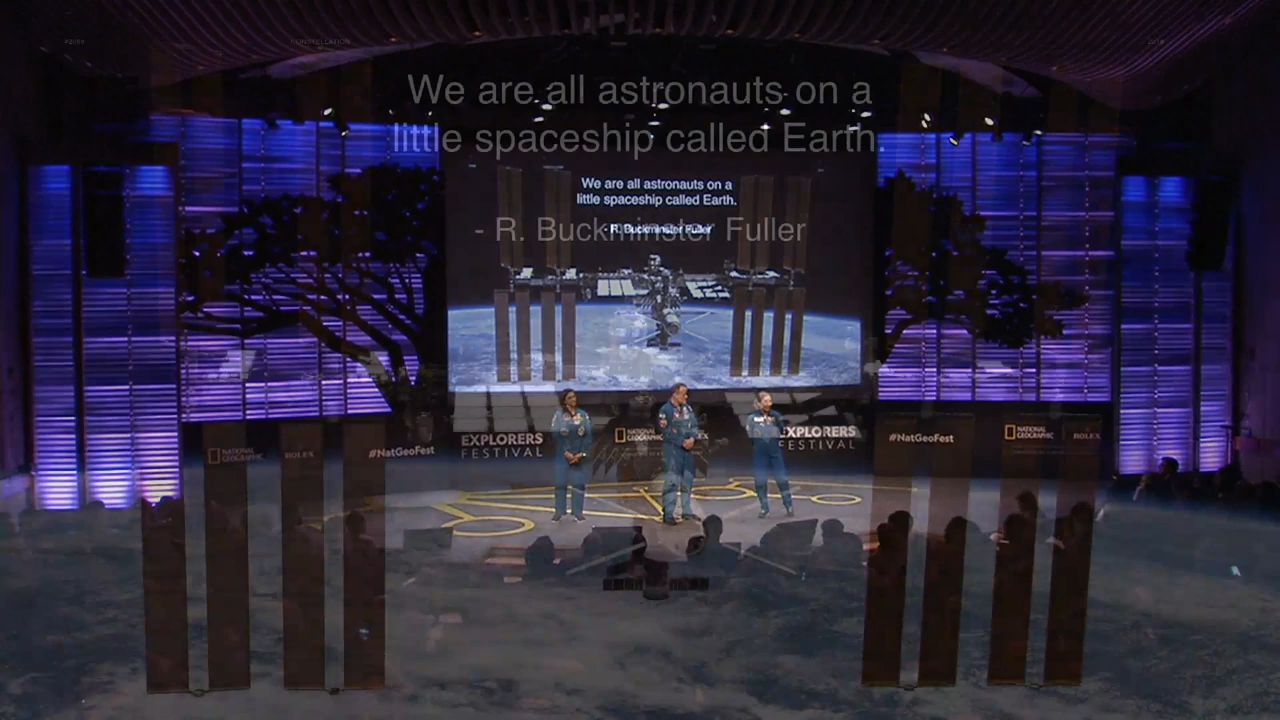 CONSTELLATION
We are all astronauts on a
little spaceship called Earth.
- R. Buckminster Fuller
We are all astronauts on a
little spaceship called Earth.
- R. Buckminster Fuller
NATIONAL
GEOGRAPHIC
ROLEX
#NatGeoFest
EXPLORERS
FESTIVAL
NATIONAL
GEOGRAPHIC
EXPLORERS
FESTIVAL
#NatGeoFest
NATIONAL
GEOGRAPHIC
ROLEX